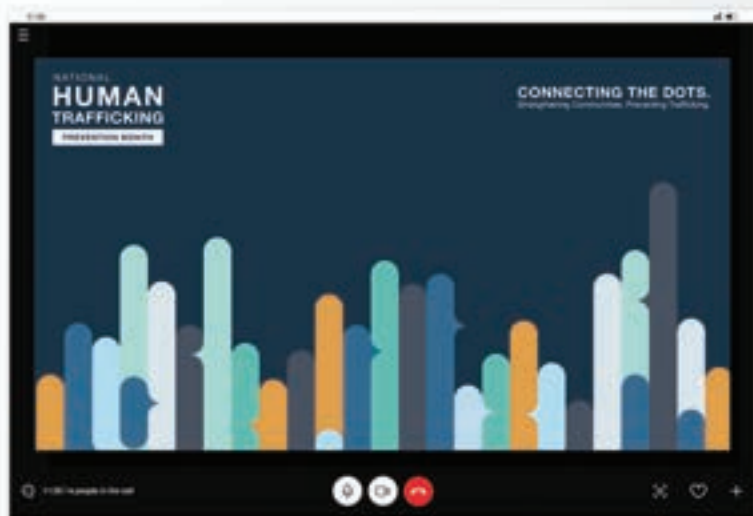 NATIONAL
HUMAN
TRAFFICKING
PREVENTION MONTH
CONNECTING THE DOTS.
Strengthening Communities. Preventing Trafficking.